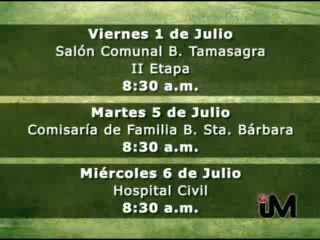 Viernes 1 de Julio
Salón Comunal B. Tamasagra
II Etapa
8:30 a.m.
Martes 5 de Julio
Comisaría de Familia B. Sta. Bárbara
8:30 a.m.
Miércoles 6 de Julio
Hospital Civil
8:30 a.m.